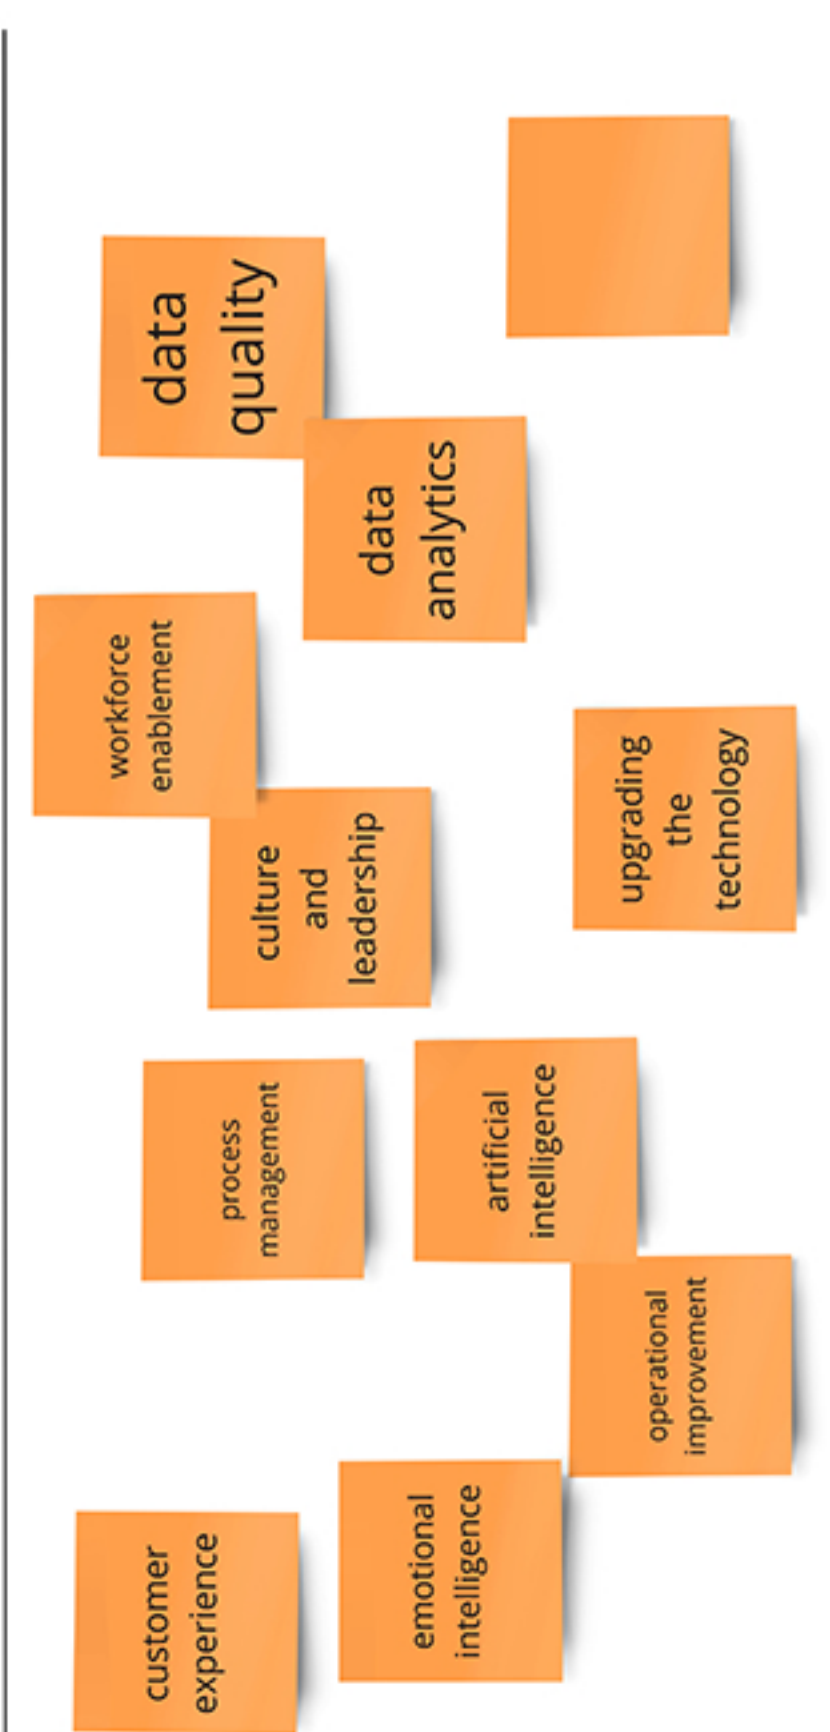 customer
experience
process
management
workforce
enablement
data
quality
emotional
intelligence
artificial
intelligence
culture
and
leadership
data
analytics
operational
improvement
upgrading
the
technology